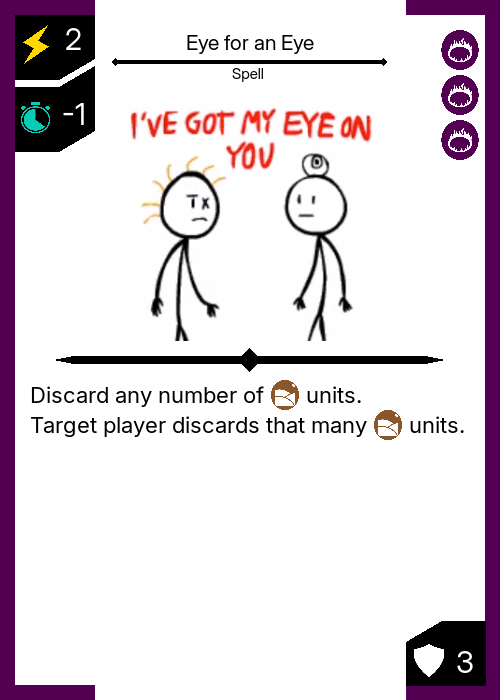 2
Eye for an Eye
Spell
-1
I'VE GOT MY EYE ON
YOU
Discard any number of units.
Target player discards that many units.
3